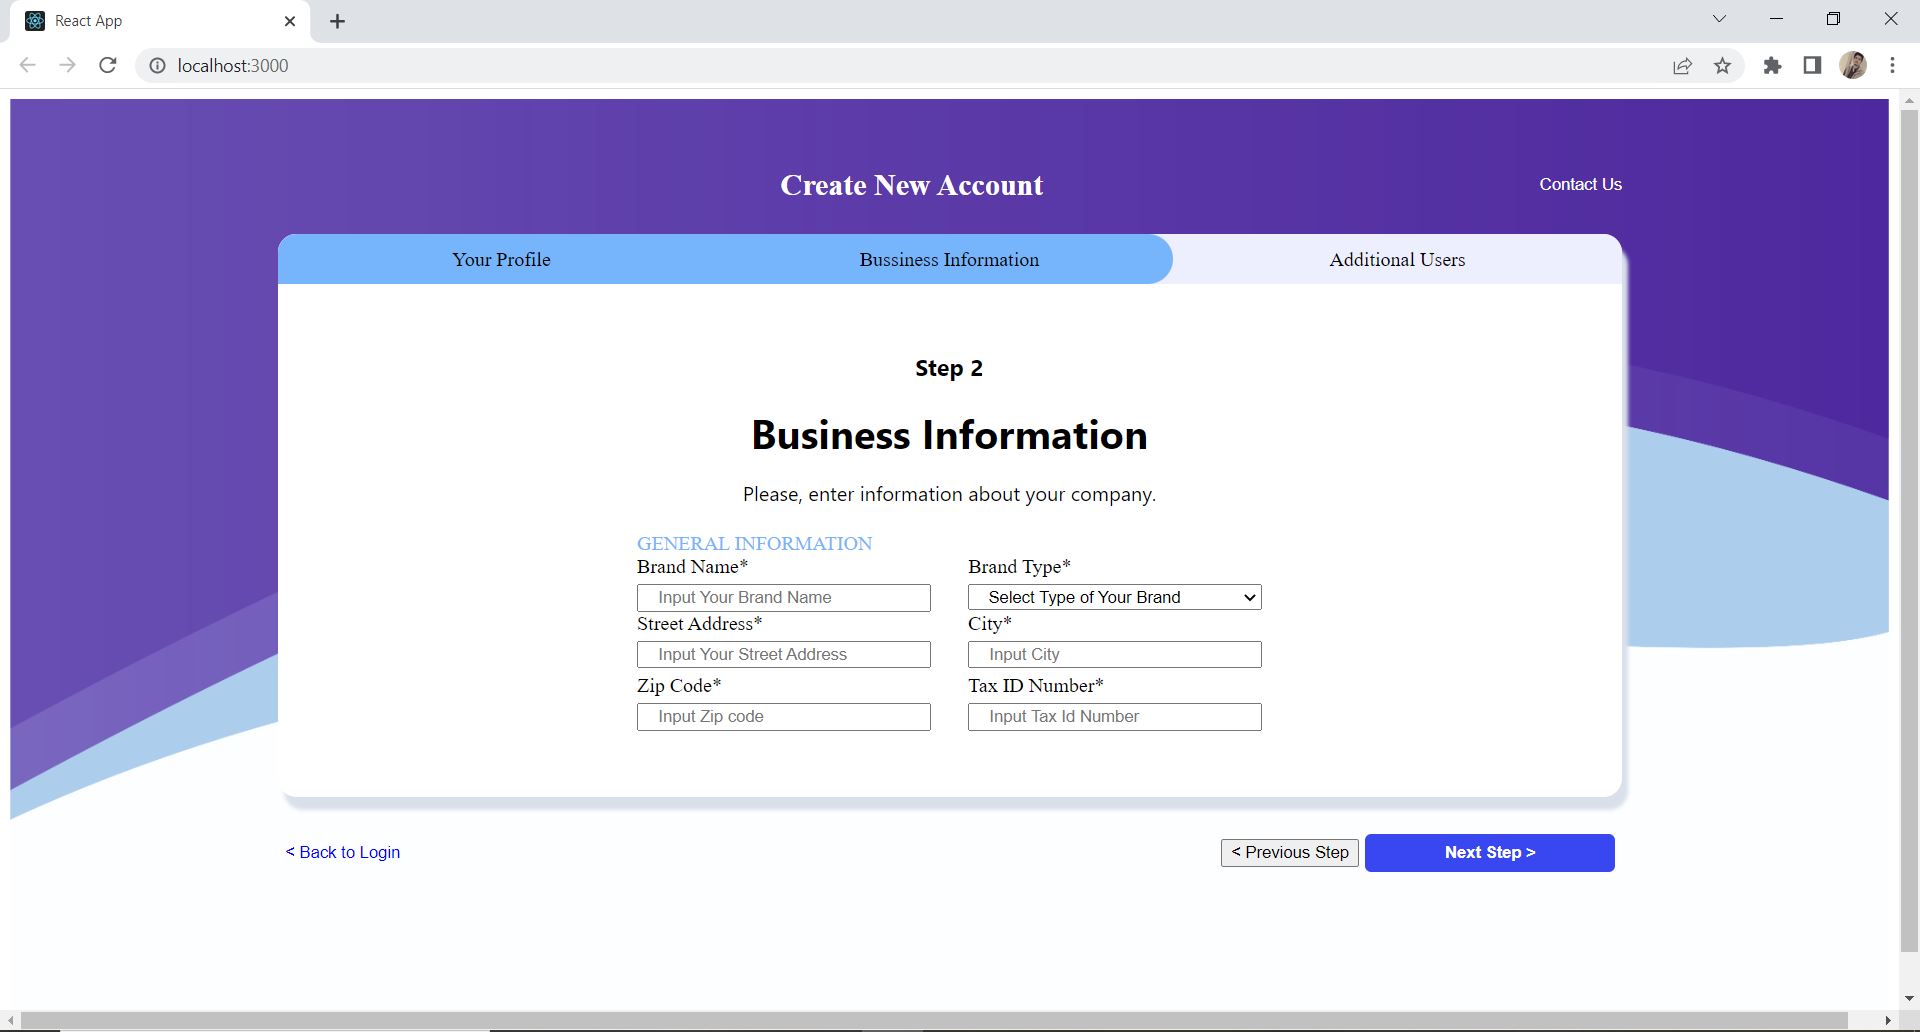 React App
localhost:3000
Create New Account
Contact Us
Your Profile
Bussiness Information
Additional Users
Step 2
Business Information
Please, enter information about your company.
GENERAL INFORMATION
Brand Name*
Brand Type*
Input Your Brand Name
Select Type of Your Brand
Street Address*
City*
Input Your Street Address
Input City
Zip Code*
Tax ID Number*
Input Zip code
Input Tax Id Number
< Back to Login
< Previous Step
Next Step >